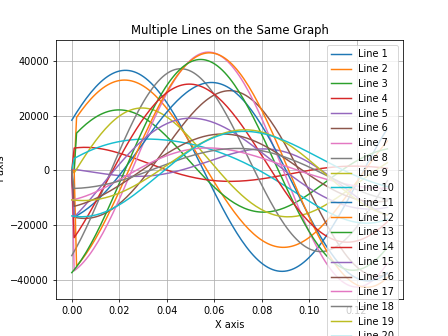 Multiple Lines on the Same Graph
40000
20000
0
−20000
−40000
0.00
0.02
0.04
0.06
0.08
0.10
X axis
Line 1
Line 2
Line 3
Line 4
Line 5
Line 6
Line 7
Line 8
Line 9
Line 10
Line 11
Line 12
Line 13
Line 14
Line 15
Line 16
Line 17
Line 18
Line 19
Line 20